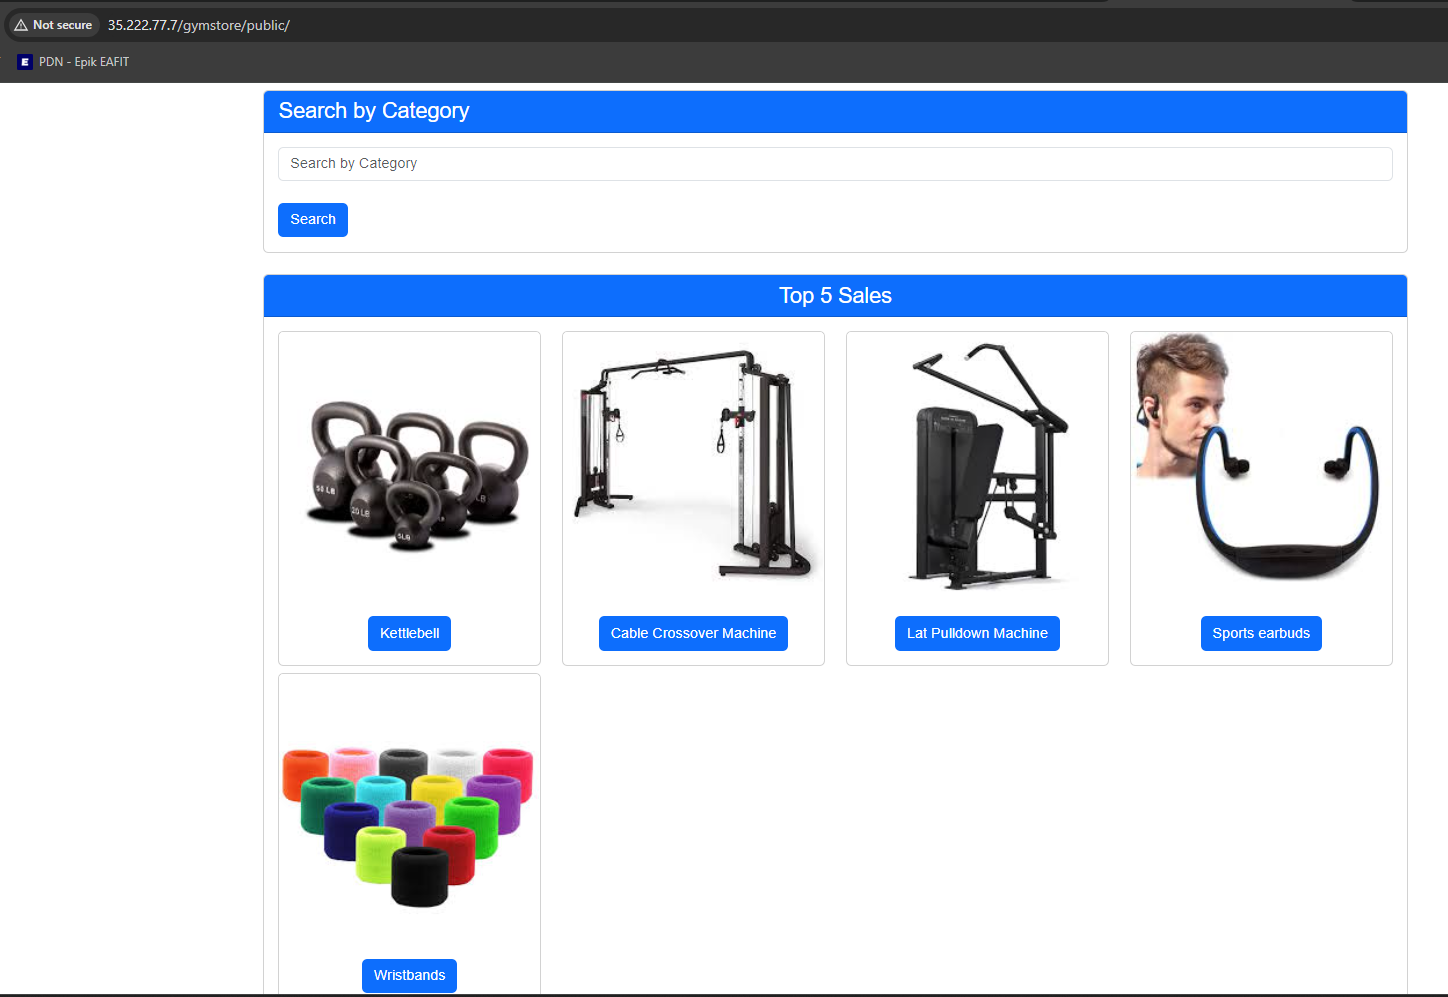 Not secure
35.222.77.7/gymstore/public/
E PDN - Epik EAFIT
Search by Category
Search by Category
Search
Top 5 Sales
50 LB
20 LB
5LB
LB
Kettlebell
Cable Crossover Machine
Lat Pulldown Machine
Sports earbuds
Wristbands